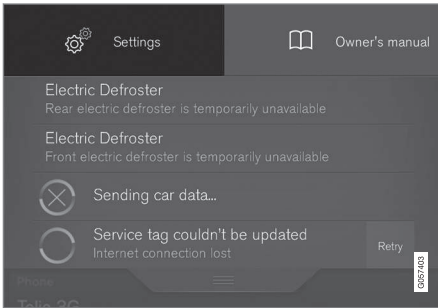 Settings
Owner's manual
Electric Defroster
Rear electric defroster is temporarily unavailable
Electric Defroster
Front electric defroster is temporarily unavailable
Sending car data...
Service tag couldn't be updated
Internet connection lost
Retry
Phone
Telia 3G
G057403